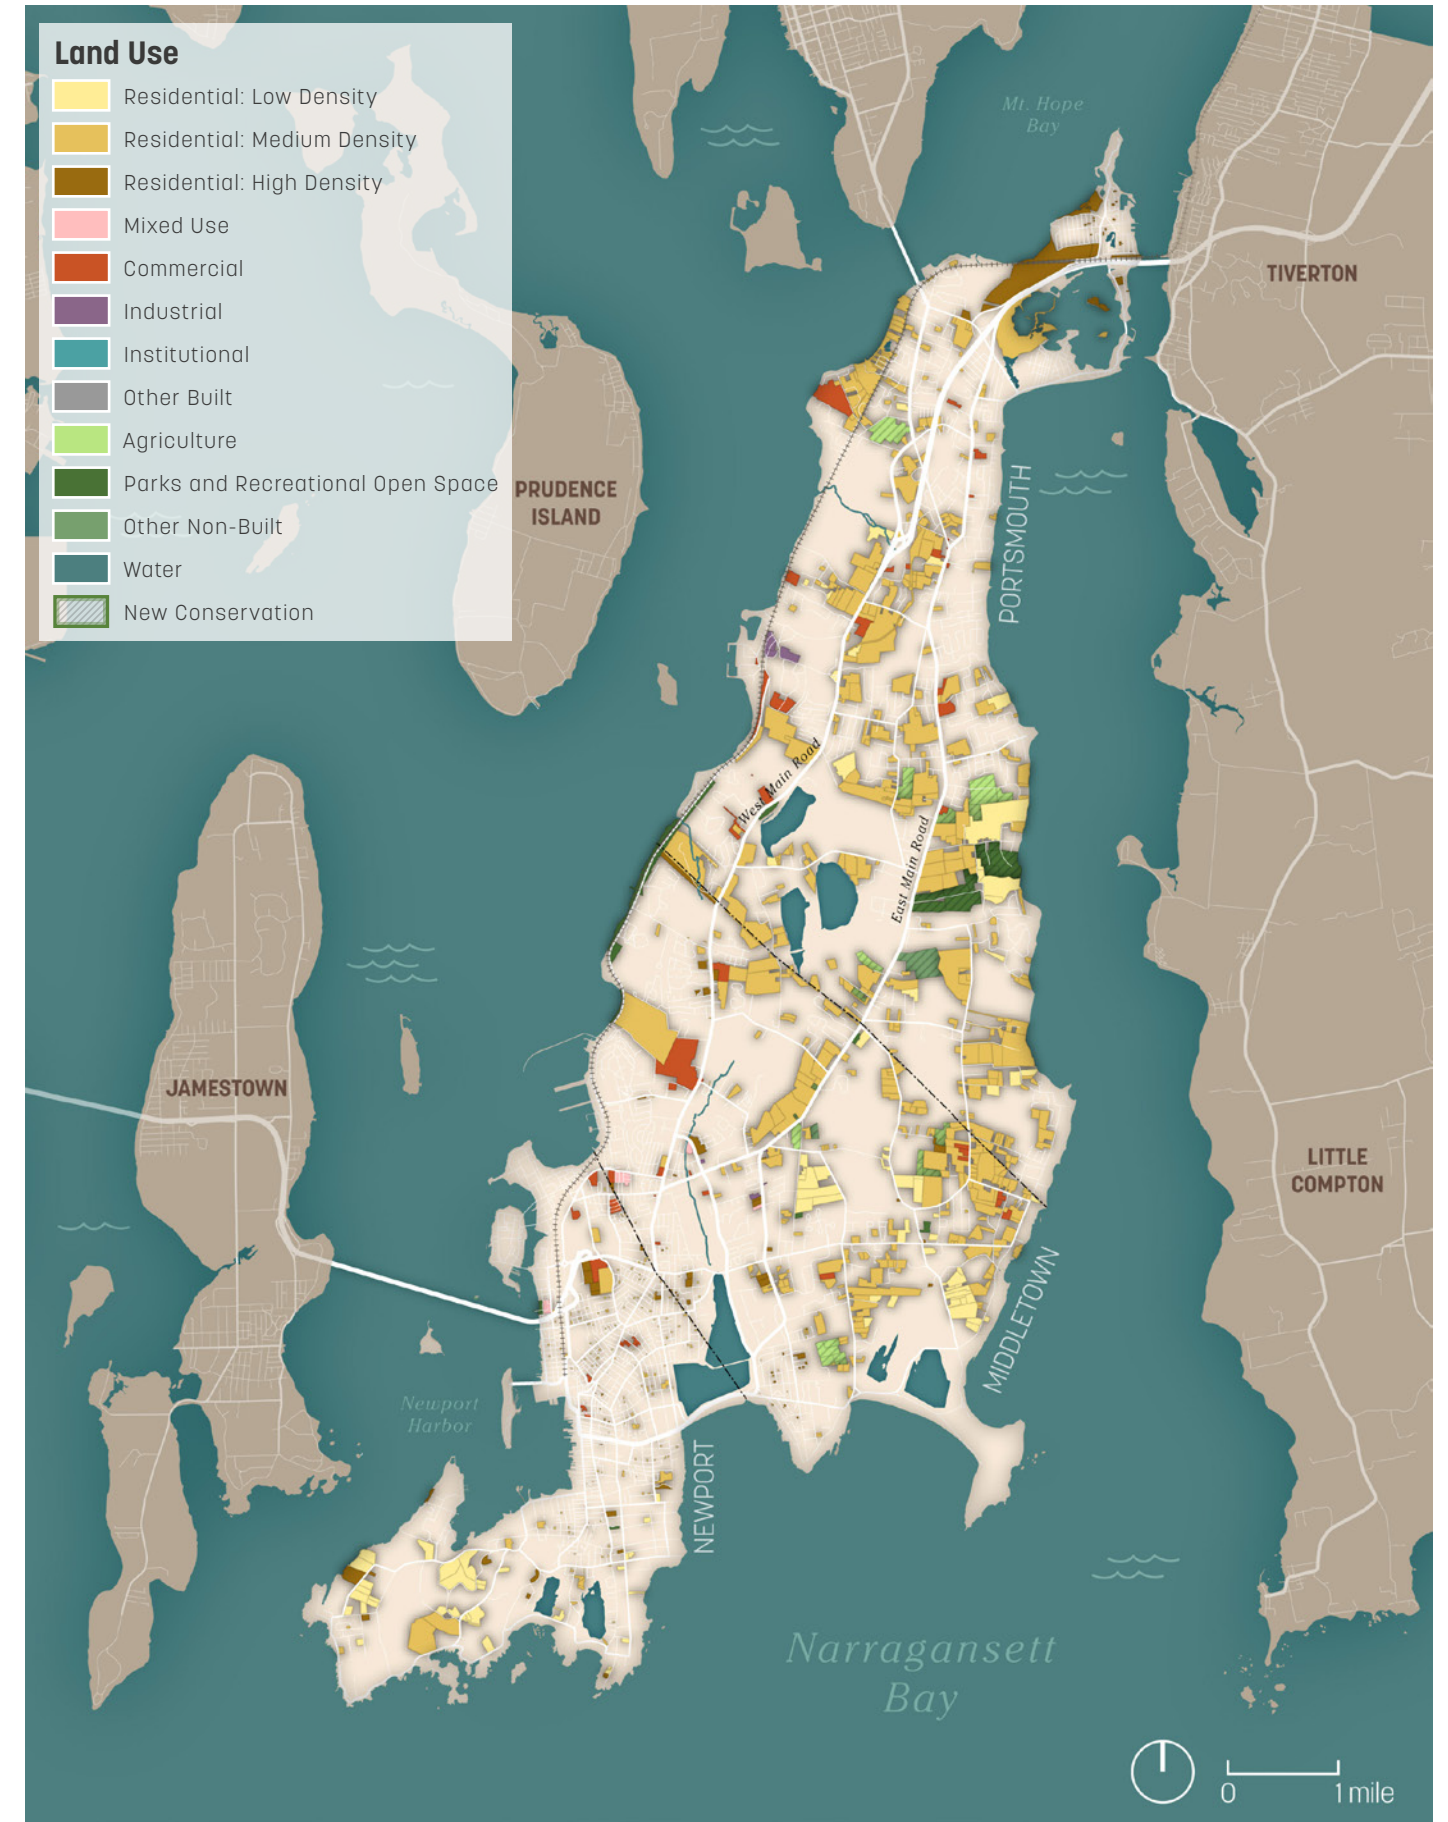 Land Use
Residential: Low Density
Residential: Medium Density
Residential: High Density
Mixed Use
Commercial
Industrial
Institutional
Other Built
Agriculture
Parks and Recreational Open Space
Other Non-Built
Water
New Conservation
Mt. Hope
Bay
TIVERTON
PRUDENCE
ISLAND
PORTSMOUTH
West Main Road
East Main Road
JAMESTOWN
LITTLE
COMPTON
MIDDLETOWN
Newport
Harbor
NEWPORT
Narragansett
Bay
0
1 mile